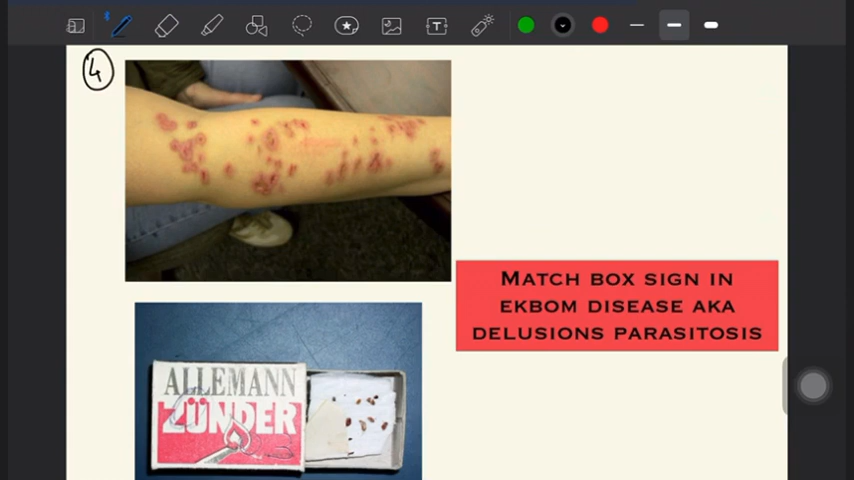 4
MATCH BOX SIGN IN
EKBOM DISEASE AKA
DELUSIONS PARASITOSIS
ALLEMANN
ZÜNDER